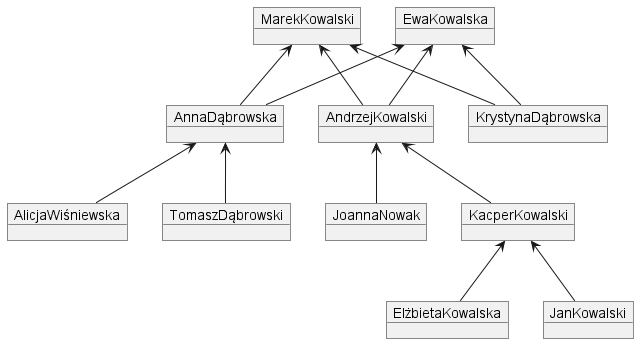 MarekKowalski
EwaKowalska
AnnaDąbrowska
AndrzejKowalski
KrystynaDąbrowska
AlicjaWiśniewska
TomaszDąbrowski
JoannaNowak
KacperKowalski
ElżbietaKowalska
JanKowalski